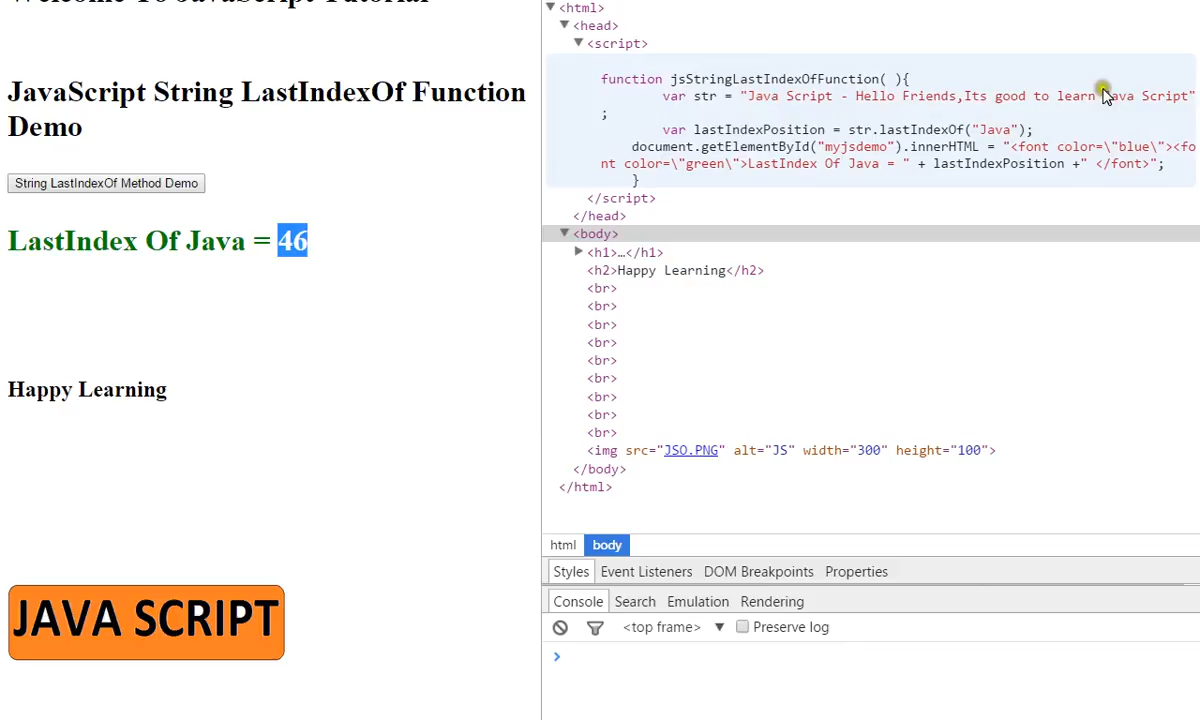 Welcome To JavaScript Tutorial
JavaScript String LastIndexOf Function
Demo
String LastIndexOf Method Demo
LastIndex Of Java = 46
Happy Learning
JAVA SCRIPT
<html>
<head>
<script>
function jsStringLastIndexOfFunction( ){
var str = "Java Script - Hello Friends,Its good to learn Java Script"
;
var lastIndexPosition = str.lastIndexOf("Java");
document.getElementById("myjsdemo").innerHTML = "<font color=\"blue\"><fo
nt color=\"green\">LastIndex Of Java = " + lastIndexPosition +" </font>";
}
</script>
</head>
<body>
<h1>…</h1>
<h2>Happy Learning</h2>
<br>
<br>
<br>
<br>
<br>
<br>
<br>
<br>
<br>
<img src="JSO.PNG" alt="JS" width="300" height="100">
</body>
</html>
html body
Styles Event Listeners DOM Breakpoints Properties
Console Search Emulation Rendering
<top frame> Preserve log